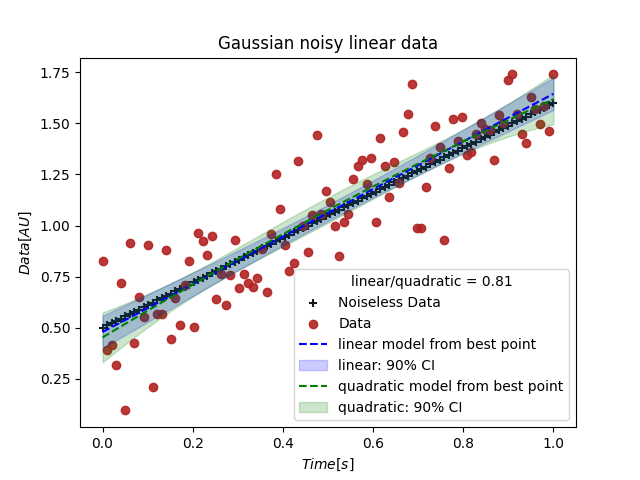 Gaussian noisy linear data
Data[AU]
1.75
1.50
1.25
1.00
0.75
0.50
0.25
linear/quadratic = 0.81
Noiseless Data
Data
linear model from best point
linear: 90% CI
quadratic model from best point
quadratic: 90% CI
0.0 0.2 0.4 0.6 0.8 1.0
Time[s]